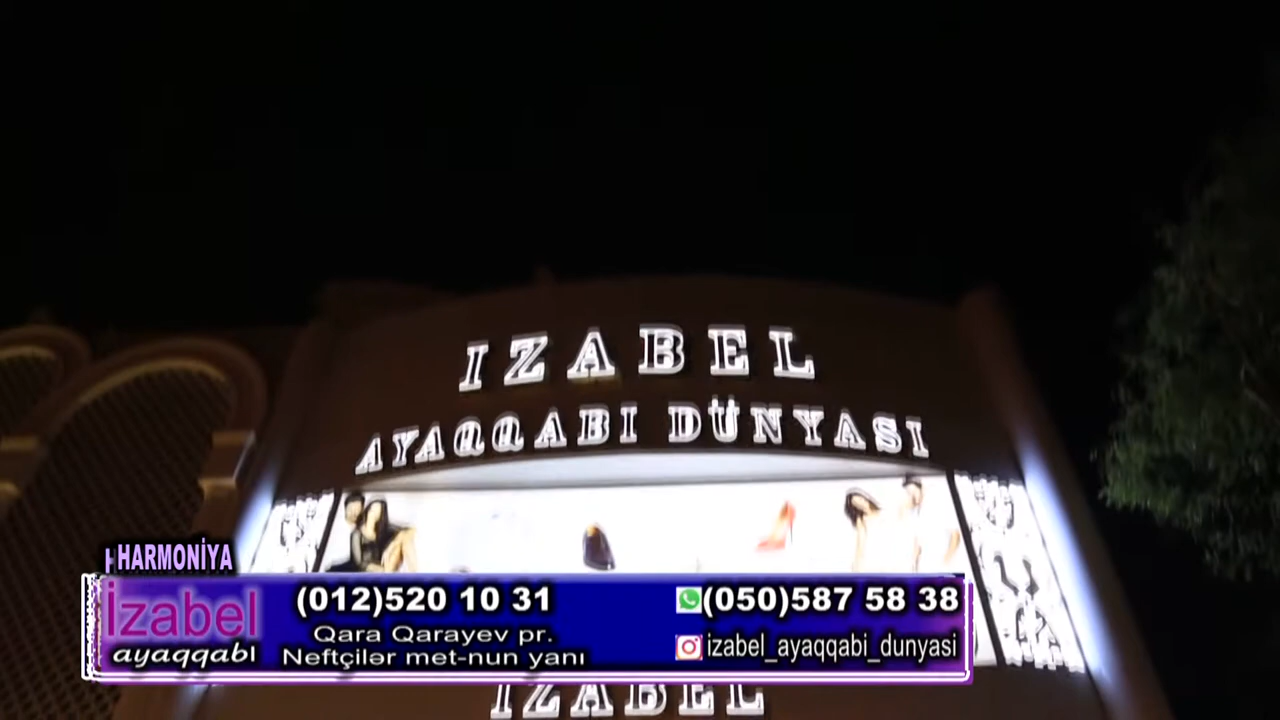 IZABEL
AYAQQABI DÜNYASI
HARMONİYA
İzabel
ayaqqabı
(012)520 10 31
Qara Qarayev pr.
Neftçilər met-nun yanı
(050)587 58 38
izabel_ayaqqabi_dunyasi
IZABEL